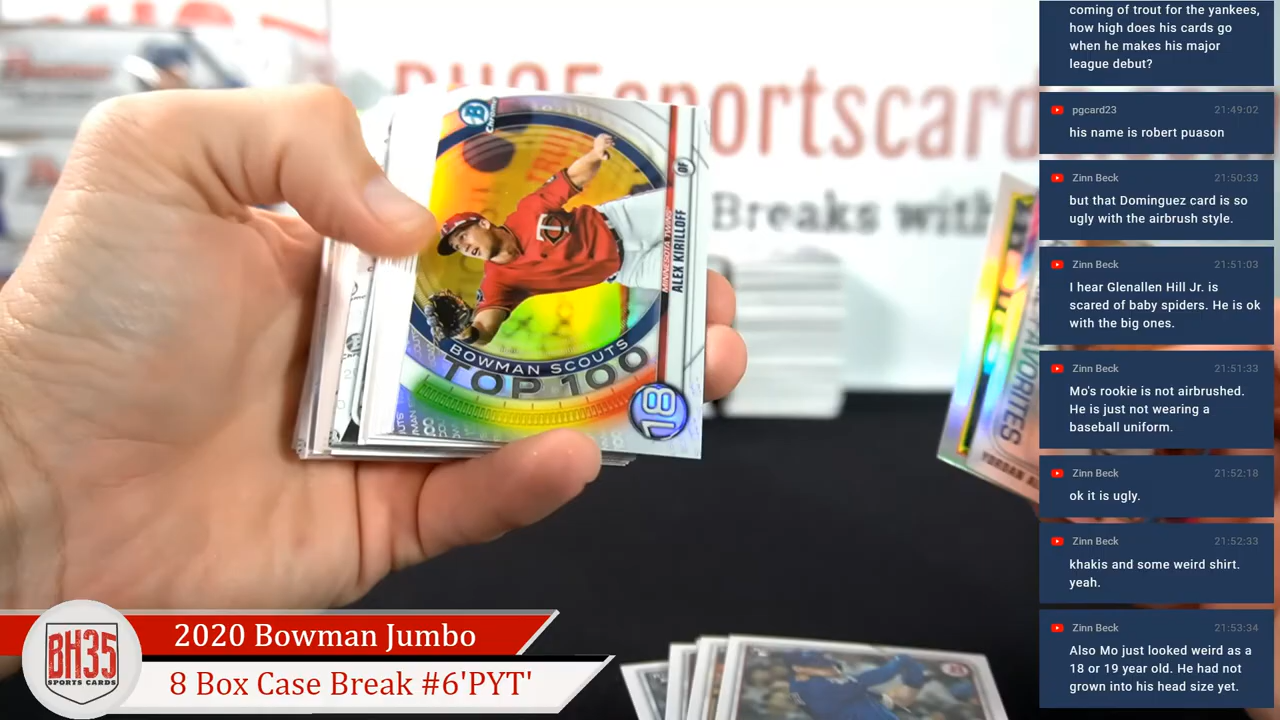 BH35sportscard
Breaks with
B
Chrome
OF
MINNESOTA TWINS
ALEX KIRILLOFF
T
BOWMAN SCOUTS
TOP 100
18
FAVORITES
BH35
SPORTS CARDS
2020 Bowman Jumbo
8 Box Case Break #6'PYT'
coming of trout for the yankees,
how high does his cards go
when he makes his major
league debut?
pgcard23 21:49:02
his name is robert puason
Zinn Beck 21:50:33
but that Dominguez card is so
ugly with the airbrush style.
Zinn Beck 21:51:03
I hear Glenallen Hill Jr. is
scared of baby spiders. He is ok
with the big ones.
Zinn Beck 21:51:33
Mo's rookie is not airbrushed.
He is just not wearing a
baseball uniform.
Zinn Beck 21:52:18
ok it is ugly.
Zinn Beck 21:52:33
khakis and some weird shirt.
yeah.
Zinn Beck 21:53:34
Also Mo just looked weird as a
18 or 19 year old. He had not
grown into his head size yet.